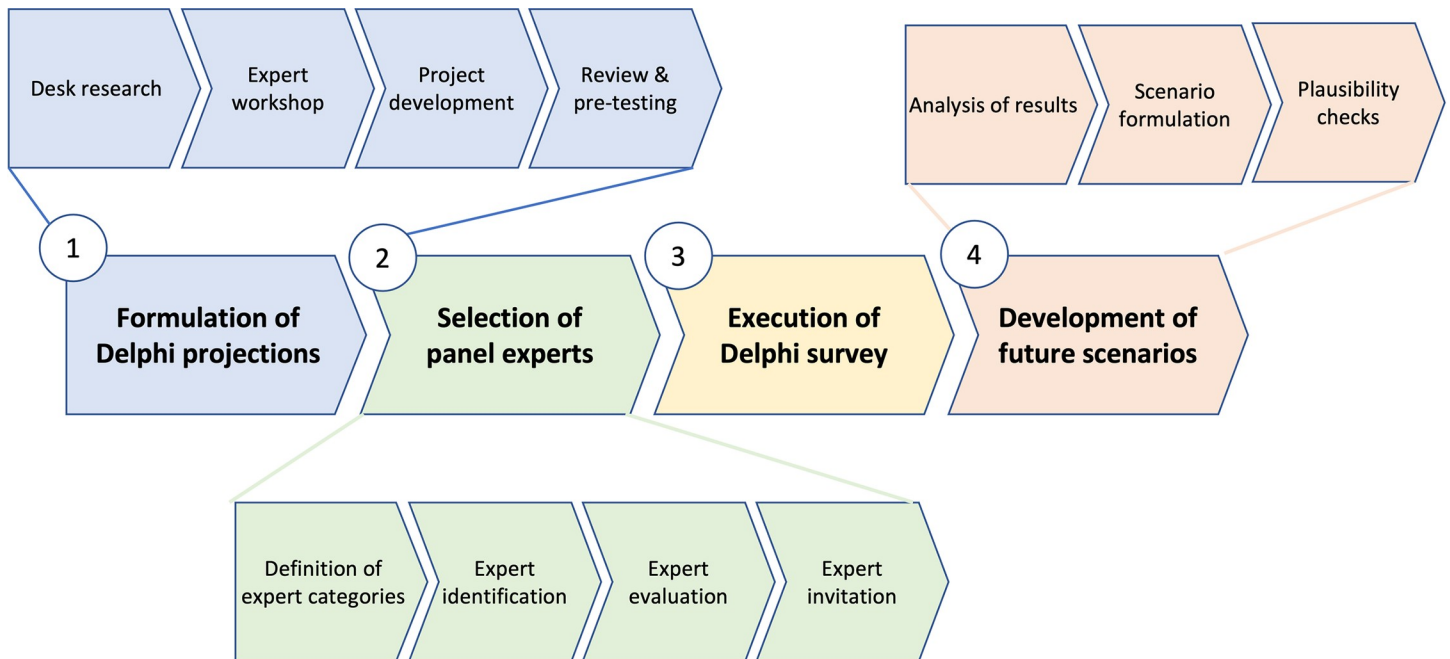 Desk research
Expert
workshop
Project
development
Review &
pre-testing
Analysis of results
Scenario
formulation
Plausibility
checks
1
Formulation of
Delphi projections
2
Selection of
panel experts
3
Execution of
Delphi survey
4
Development of
future scenarios
Definition of
expert categories
Expert
identification
Expert
evaluation
Expert
invitation